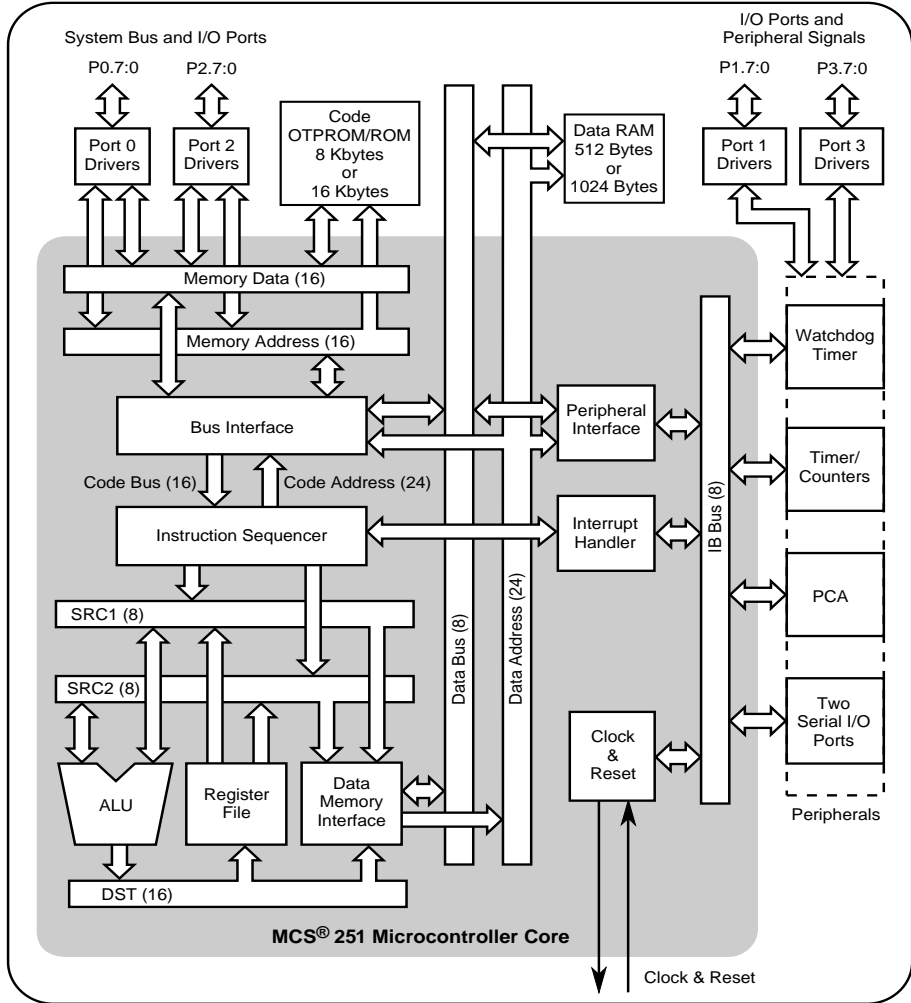 System Bus and I/O Ports
I/O Ports and
Peripheral Signals
P0.7:0
P2.7:0
P1.7:0
P3.7:0
Port 0
Drivers
Port 2
Drivers
Code
OTPROM/ROM
8 Kbytes
or
16 Kbytes
Data RAM
512 Bytes
or
1024 Bytes
Port 1
Drivers
Port 3
Drivers
Memory Data (16)
Memory Address (16)
Bus Interface
Code Bus (16)
Code Address (24)
Instruction Sequencer
SRC1 (8)
SRC2 (8)
ALU
Register
File
Data
Memory
Interface
DST (16)
Data Bus (8)
Data Address (24)
Peripheral
Interface
Interrupt
Handler
Clock
&
Reset
IB Bus (8)
Watchdog
Timer
Timer/
Counters
PCA
Two
Serial I/O
Ports
Peripherals
MCS® 251 Microcontroller Core
Clock & Reset